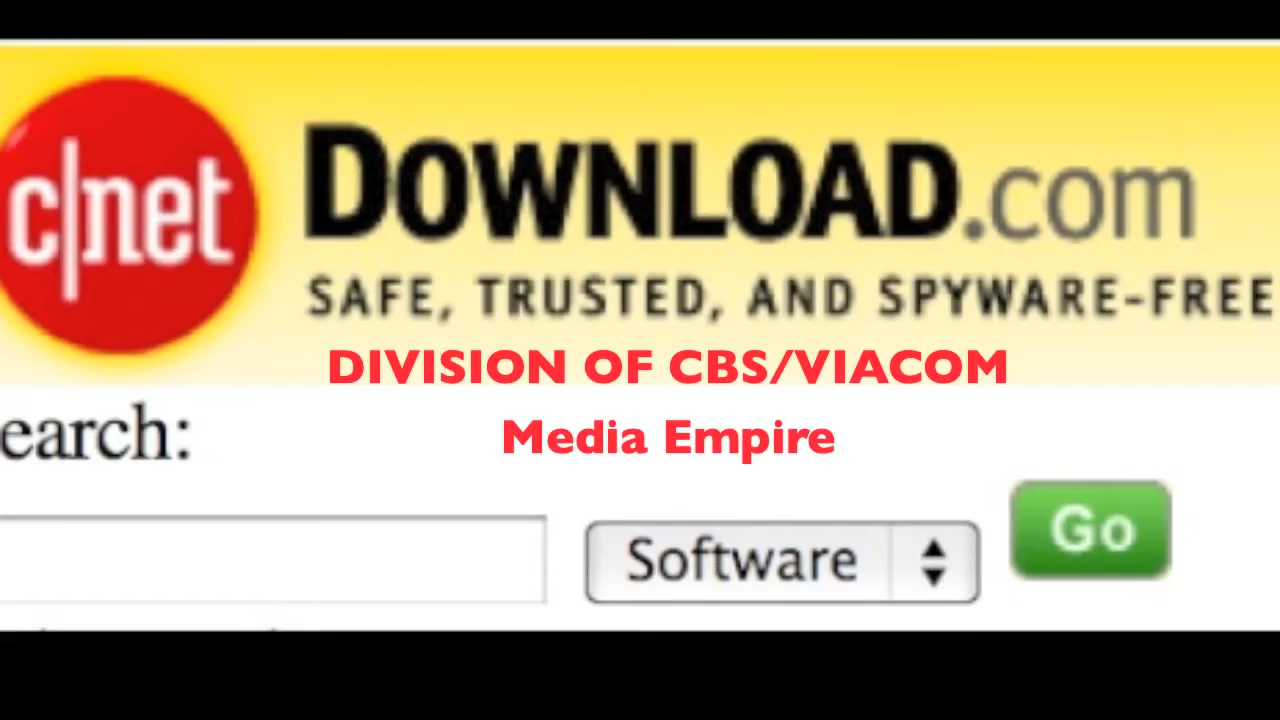 c|net
DOWNLOAD.com
SAFE, TRUSTED, AND SPYWARE-FREE
DIVISION OF CBS/VIACOM
Media Empire
earch:
Software
Go